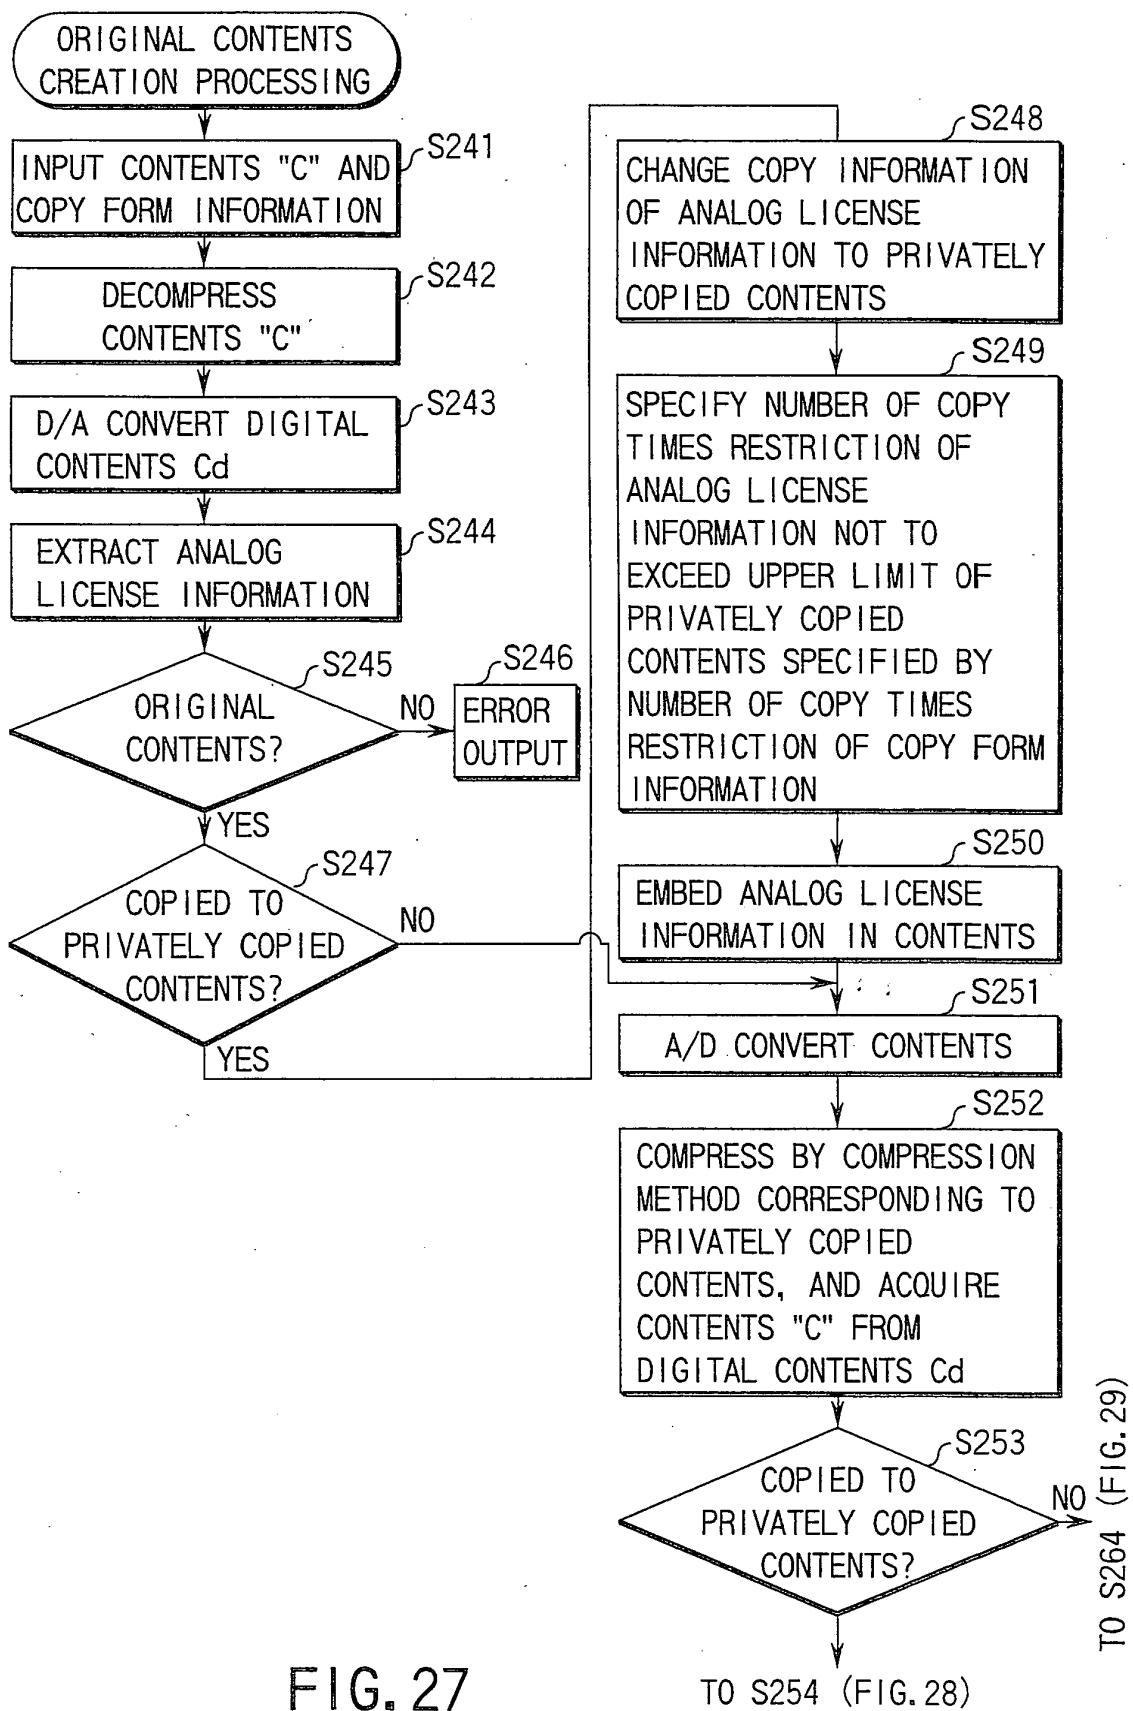 ORIGINAL CONTENTS
CREATION PROCESSING
S241
INPUT CONTENTS "C" AND
COPY FORM INFORMATION
S242
DECOMPRESS
CONTENTS "C"
S243
D/A CONVERT DIGITAL
CONTENTS Cd
S244
EXTRACT ANALOG
LICENSE INFORMATION
S245
ORIGINAL
CONTENTS?
NO
S246
ERROR
OUTPUT
YES
S247
COPIED TO
PRIVATELY COPIED
CONTENTS?
NO
YES
S248
CHANGE COPY INFORMATION
OF ANALOG LICENSE
INFORMATION TO PRIVATELY
COPIED CONTENTS
S249
SPECIFY NUMBER OF COPY
TIMES RESTRICTION OF
ANALOG LICENSE
INFORMATION NOT TO
EXCEED UPPER LIMIT OF
PRIVATELY COPIED
CONTENTS SPECIFIED BY
NUMBER OF COPY TIMES
RESTRICTION OF COPY FORM
INFORMATION
S250
EMBED ANALOG LICENSE
INFORMATION IN CONTENTS
S251
A/D CONVERT CONTENTS
S252
COMPRESS BY COMPRESSION
METHOD CORRESPONDING TO
PRIVATELY COPIED
CONTENTS, AND ACQUIRE
CONTENTS "C" FROM
DIGITAL CONTENTS Cd
S253
COPIED TO
PRIVATELY COPIED
CONTENTS?
NO
TO S264 (FIG. 29)
TO S254 (FIG. 28)
FIG. 27